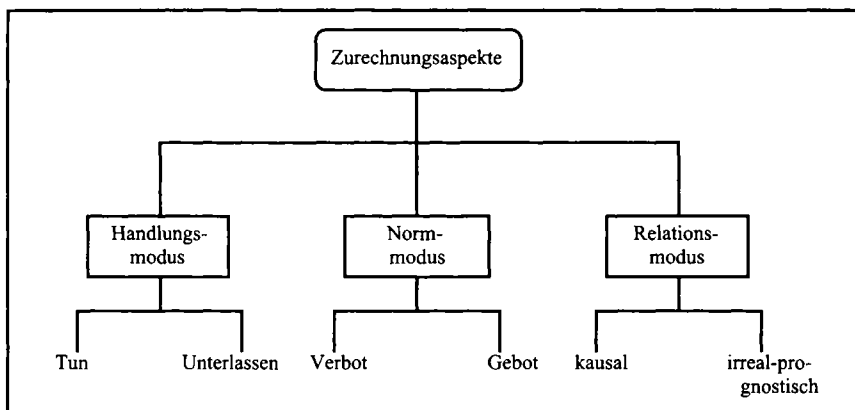 Zurechnungsaspekte
Handlungs-
modus
Norm-
modus
Relations-
modus
Tun
Unterlassen
Verbot
Gebot
kausal
irreal-pro-
gnostisch